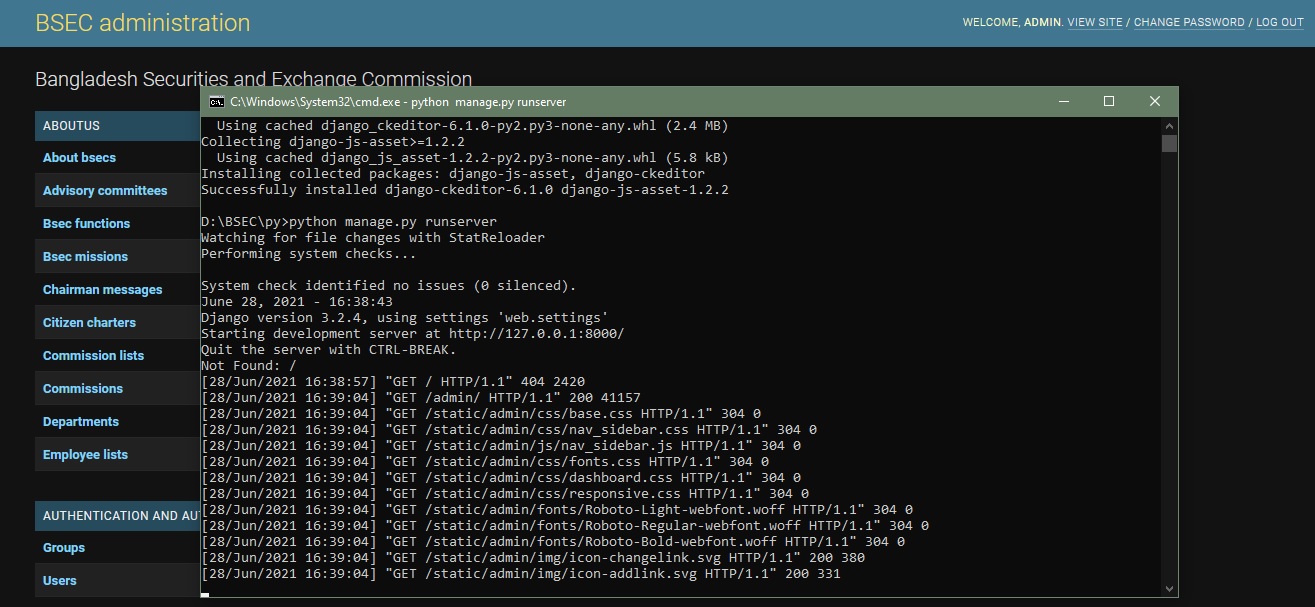 BSEC administration
WELCOME, ADMIN. VIEW SITE / CHANGE PASSWORD / LOG OUT
Bangladesh Securities and Exchange Commission
ABOUTUS
About bsecs
Advisory committees
Bsec functions
Bsec missions
Chairman messages
Citizen charters
Commission lists
Commissions
Departments
Employee lists
AUTHENTICATION AND AU
Groups
Users
C:\Windows\System32\cmd.exe - python  manage.py runserver
  Using cached django_ckeditor-6.1.0-py2.py3-none-any.whl (2.4 MB)
Collecting django-js-asset>=1.2.2
  Using cached django_js_asset-1.2.2-py2.py3-none-any.whl (5.8 kB)
Installing collected packages: django-js-asset, django-ckeditor
Successfully installed django-ckeditor-6.1.0 django-js-asset-1.2.2
D:\BSEC\py>python manage.py runserver
Watching for file changes with StatReloader
Performing system checks...
System check identified no issues (0 silenced).
June 28, 2021 - 16:38:43
Django version 3.2.4, using settings 'web.settings'
Starting development server at http://127.0.0.1:8000/
Quit the server with CTRL-BREAK.
Not Found: /
[28/Jun/2021 16:38:57] "GET / HTTP/1.1" 404 2420
[28/Jun/2021 16:39:04] "GET /admin/ HTTP/1.1" 200 41157
[28/Jun/2021 16:39:04] "GET /static/admin/css/base.css HTTP/1.1" 304 0
[28/Jun/2021 16:39:04] "GET /static/admin/css/nav_sidebar.css HTTP/1.1" 304 0
[28/Jun/2021 16:39:04] "GET /static/admin/js/nav_sidebar.js HTTP/1.1" 304 0
[28/Jun/2021 16:39:04] "GET /static/admin/css/fonts.css HTTP/1.1" 304 0
[28/Jun/2021 16:39:04] "GET /static/admin/css/dashboard.css HTTP/1.1" 304 0
[28/Jun/2021 16:39:04] "GET /static/admin/css/responsive.css HTTP/1.1" 304 0
[28/Jun/2021 16:39:04] "GET /static/admin/fonts/Roboto-Light-webfont.woff HTTP/1.1" 304 0
[28/Jun/2021 16:39:04] "GET /static/admin/fonts/Roboto-Regular-webfont.woff HTTP/1.1" 304 0
[28/Jun/2021 16:39:04] "GET /static/admin/fonts/Roboto-Bold-webfont.woff HTTP/1.1" 304 0
[28/Jun/2021 16:39:04] "GET /static/admin/img/icon-changelink.svg HTTP/1.1" 200 380
[28/Jun/2021 16:39:04] "GET /static/admin/img/icon-addlink.svg HTTP/1.1" 200 331